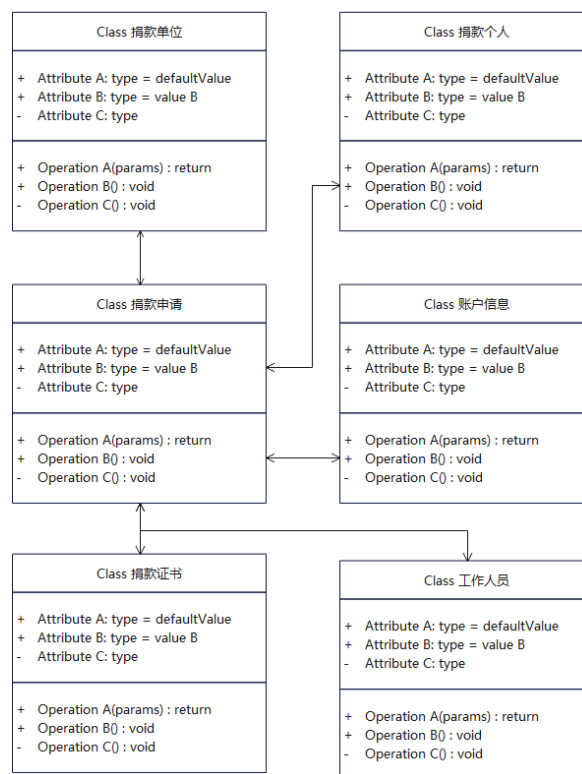 Class 捐款单位
+ Attribute A: type = defaultValue
+ Attribute B: type = value B
- Attribute C: type
+ Operation A(params) : return
+ Operation B() : void
- Operation C() : void
Class 捐款个人
+ Attribute A: type = defaultValue
+ Attribute B: type = value B
- Attribute C: type
+ Operation A(params) : return
+ Operation B() : void
- Operation C() : void
Class 捐款申请
+ Attribute A: type = defaultValue
+ Attribute B: type = value B
- Attribute C: type
+ Operation A(params) : return
+ Operation B() : void
- Operation C() : void
Class 账户信息
+ Attribute A: type = defaultValue
+ Attribute B: type = value B
- Attribute C: type
+ Operation A(params) : return
+ Operation B() : void
- Operation C() : void
Class 捐款证书
+ Attribute A: type = defaultValue
+ Attribute B: type = value B
- Attribute C: type
+ Operation A(params) : return
+ Operation B() : void
- Operation C() : void
Class 工作人员
+ Attribute A: type = defaultValue
+ Attribute B: type = value B
- Attribute C: type
+ Operation A(params) : return
+ Operation B() : void
- Operation C() : void